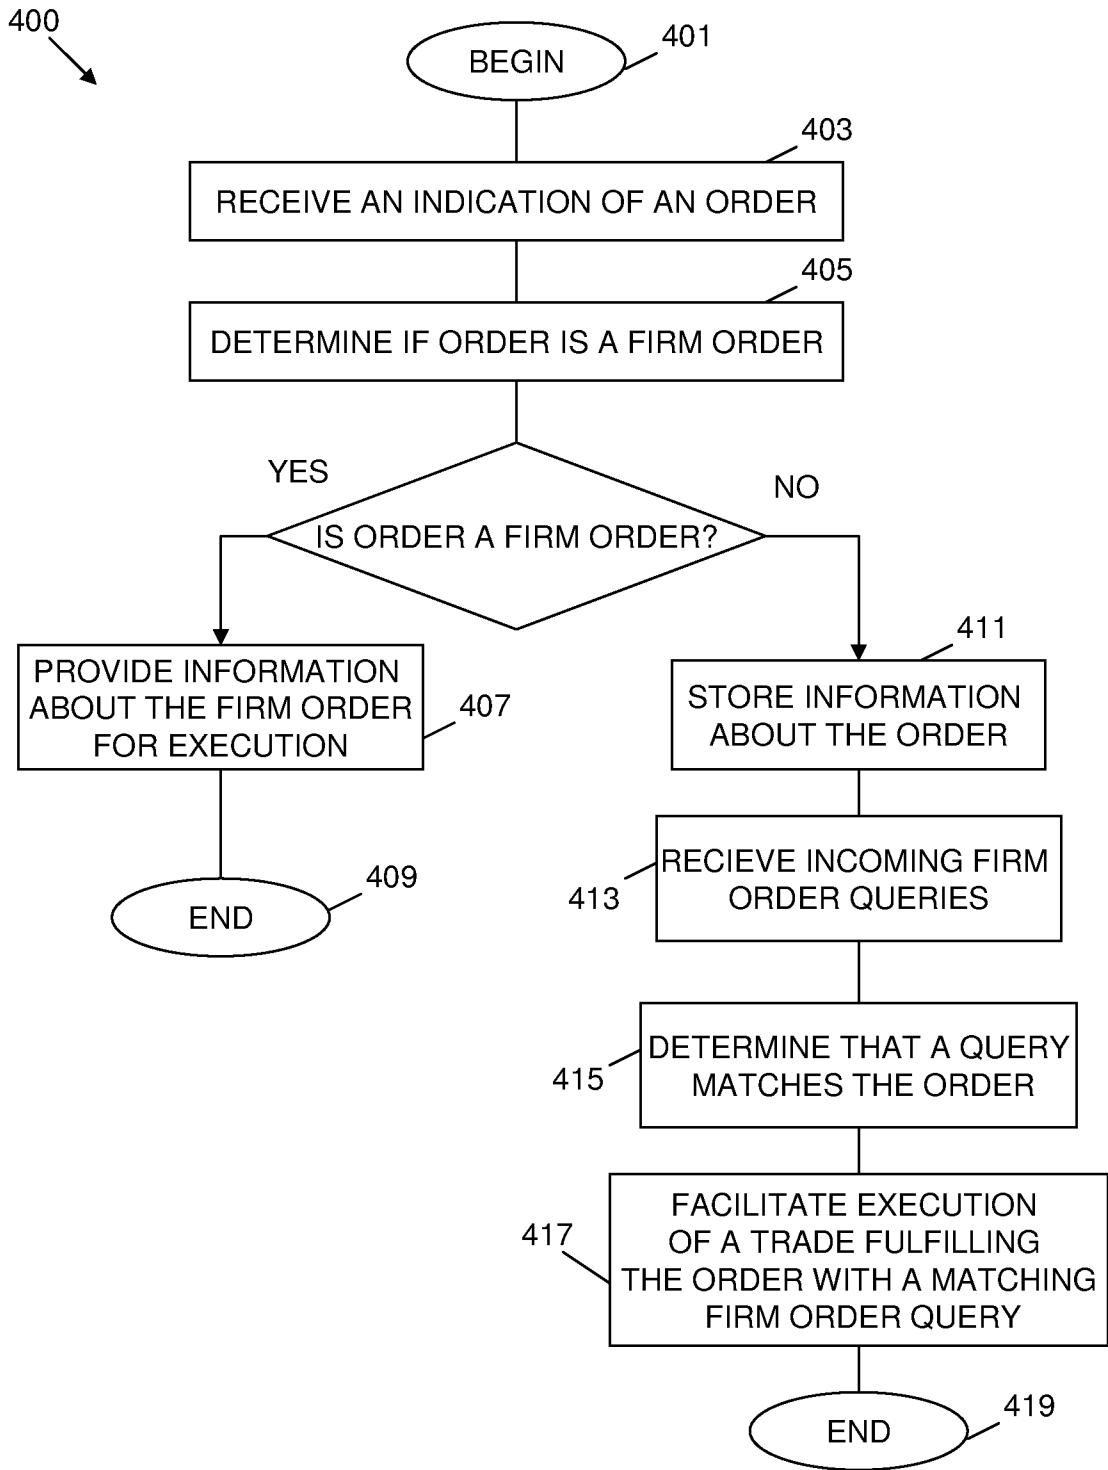 400
BEGIN
401
403
RECEIVE AN INDICATION OF AN ORDER
405
DETERMINE IF ORDER IS A FIRM ORDER
YES
NO
IS ORDER A FIRM ORDER?
PROVIDE INFORMATION
ABOUT THE FIRM ORDER
FOR EXECUTION
407
END
409
411
STORE INFORMATION
ABOUT THE ORDER
RECIEVE INCOMING FIRM
ORDER QUERIES
413
DETERMINE THAT A QUERY
MATCHES THE ORDER
415
FACILITATE EXECUTION
OF A TRADE FULFILLING
THE ORDER WITH A MATCHING
FIRM ORDER QUERY
417
END
419